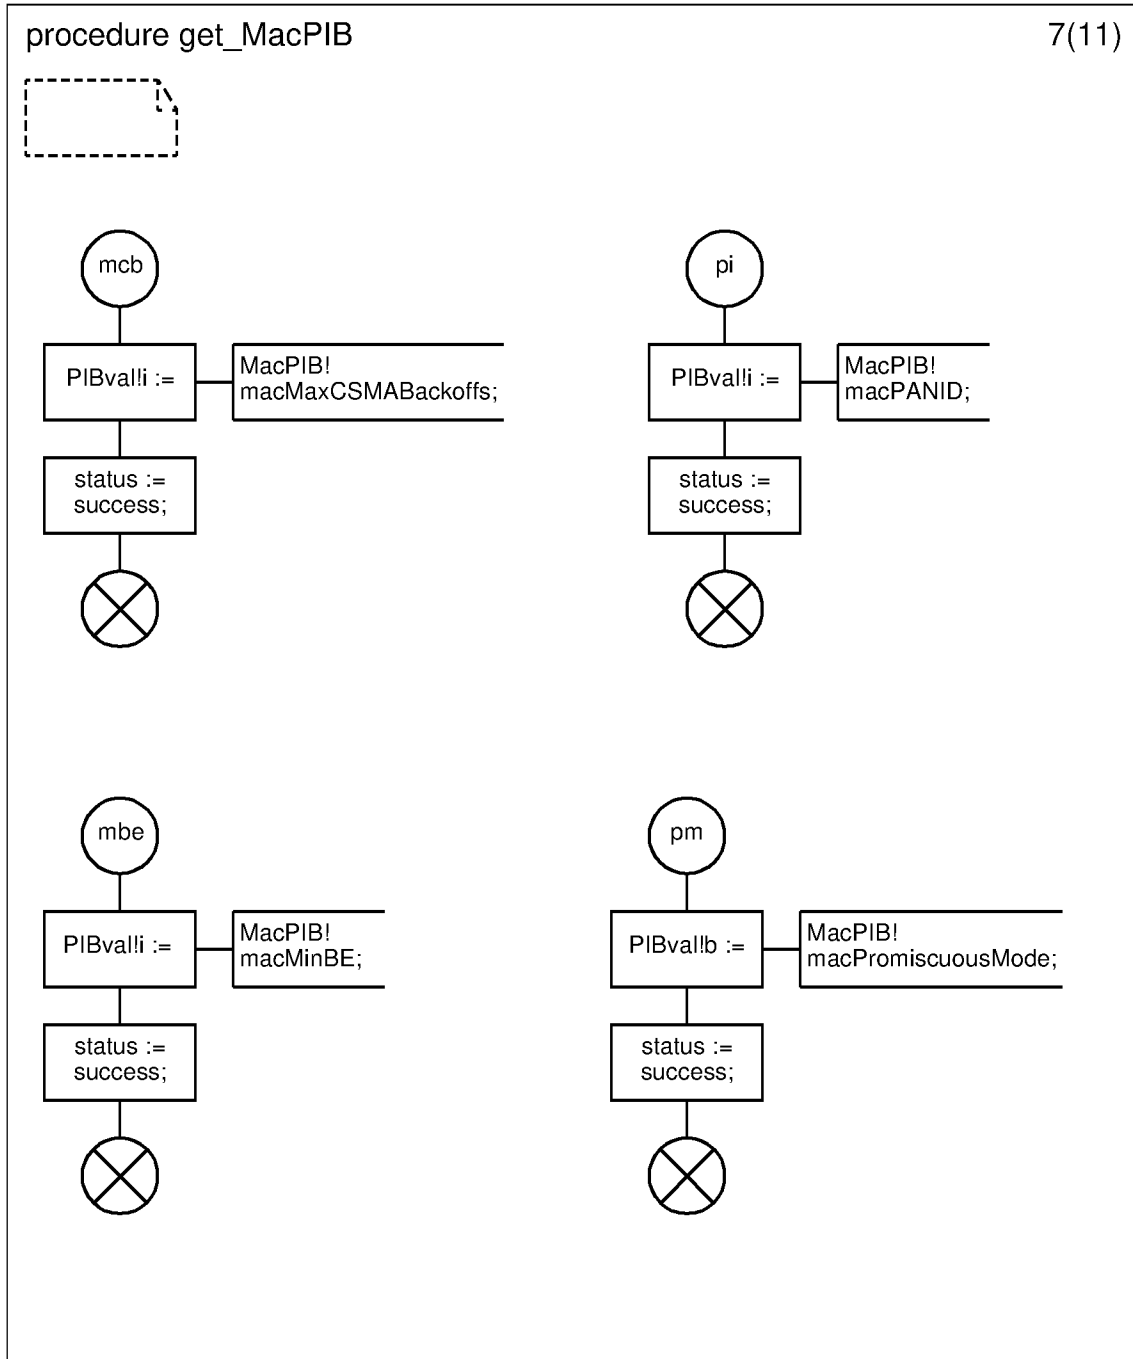 procedure get_MacPIB
7(11)
mcb
PIBval!i :=
MacPIB!
macMaxCSMABackoffs;
status :=
success;
pi
PIBval!i :=
MacPIB!
macPANID;
status :=
success;
mbe
PIBval!i :=
MacPIB!
macMinBE;
status :=
success;
pm
PIBval!b :=
MacPIB!
macPromiscuousMode;
status :=
success;